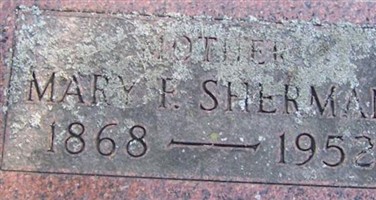 MOTHER
MARY F. SHERMAN
1868 — 1952